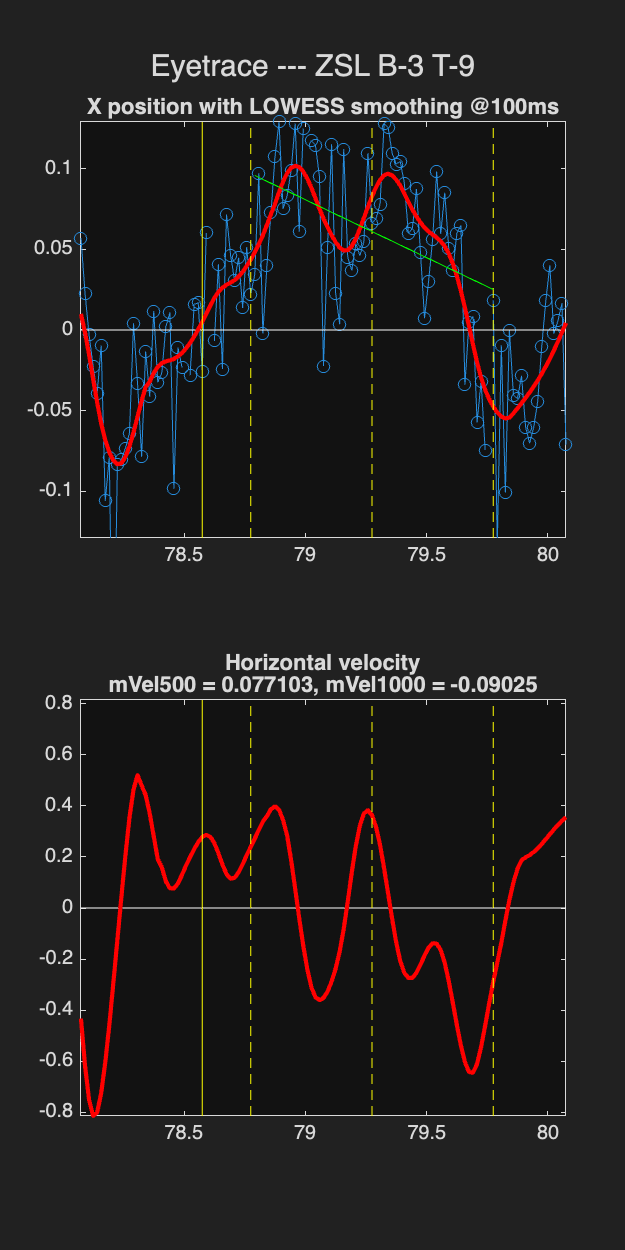 Eyetrace --- ZSL B-3 T-9
X position with LOWESS smoothing @100ms
0.1
0.05
0
-0.05
-0.1
78.5 79 79.5 80
Horizontal velocity
mVel500 = 0.077103, mVel1000 = -0.09025
0.8
0.6
0.4
0.2
0
-0.2
-0.4
-0.6
-0.8
78.5 79 79.5 80